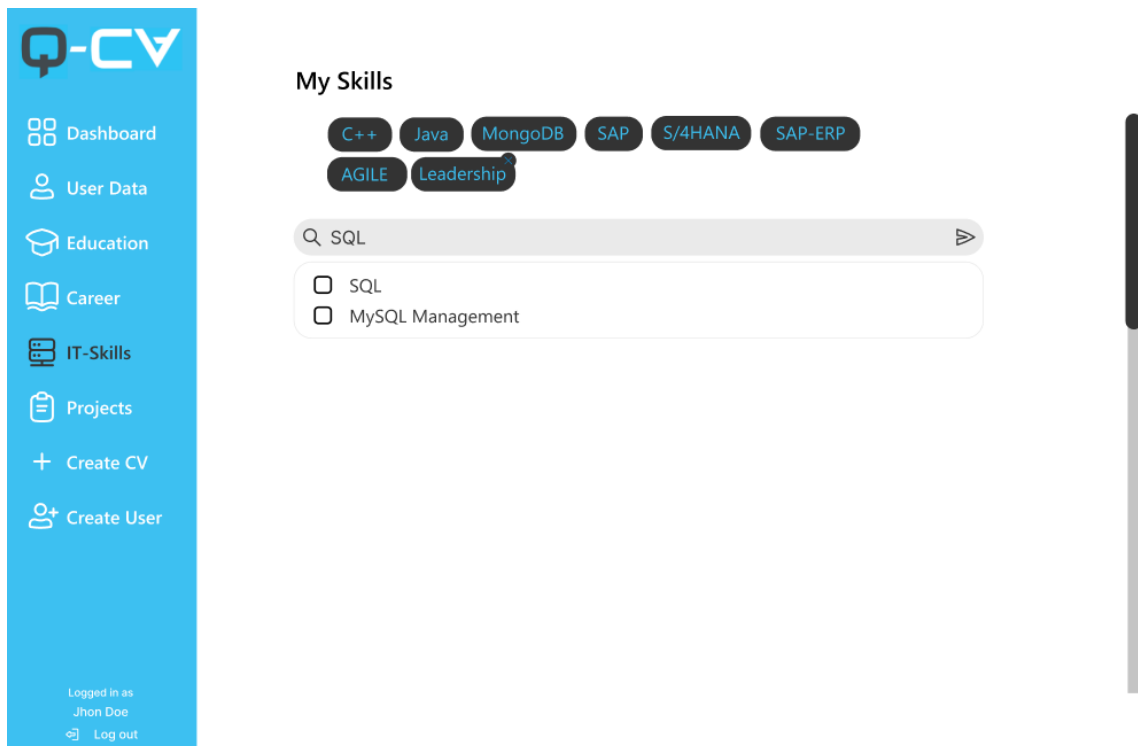 Q-CV
Dashboard
User Data
Education
Career
IT-Skills
Projects
Create CV
Create User
Logged in as
Jhon Doe
Log out
My Skills
C++ Java MongoDB SAP S/4HANA SAP-ERP
AGILE Leadership
SQL
SQL
MySQL Management